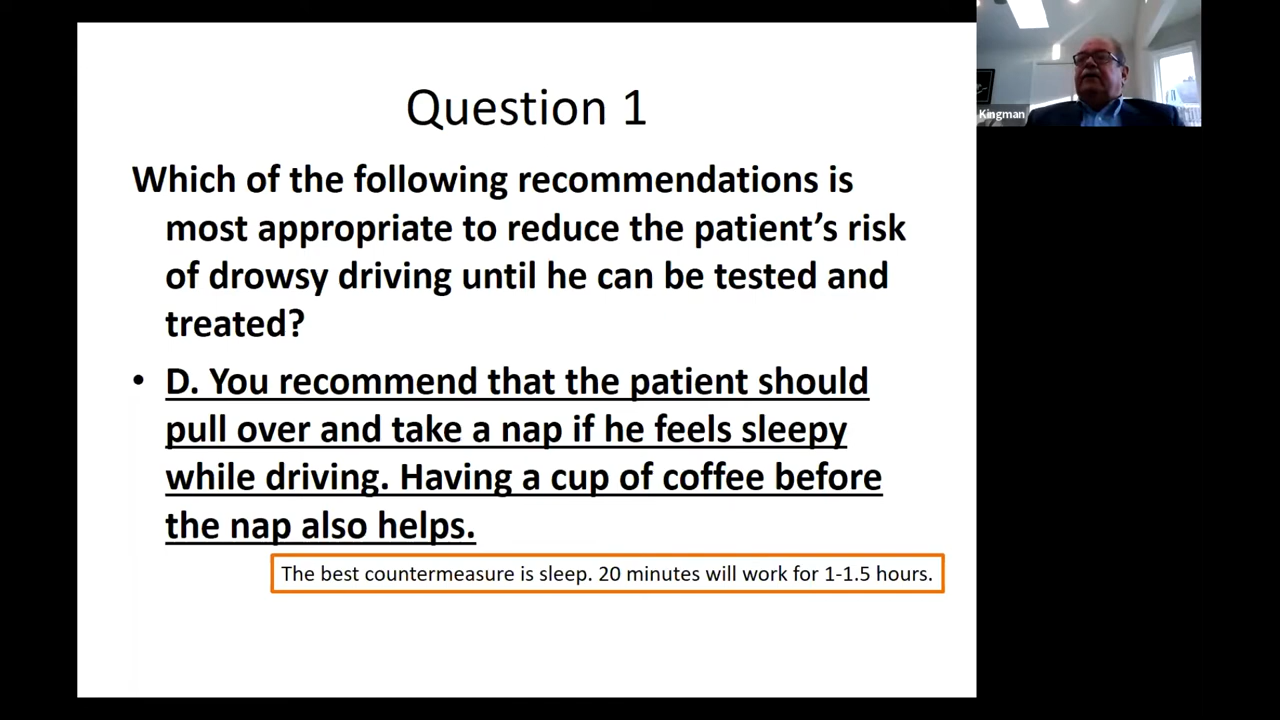 Question 1
Which of the following recommendations is
most appropriate to reduce the patient’s risk
of drowsy driving until he can be tested and
treated?
• D. You recommend that the patient should
pull over and take a nap if he feels sleepy
while driving. Having a cup of coffee before
the nap also helps.
The best countermeasure is sleep. 20 minutes will work for 1-1.5 hours.
Kingman